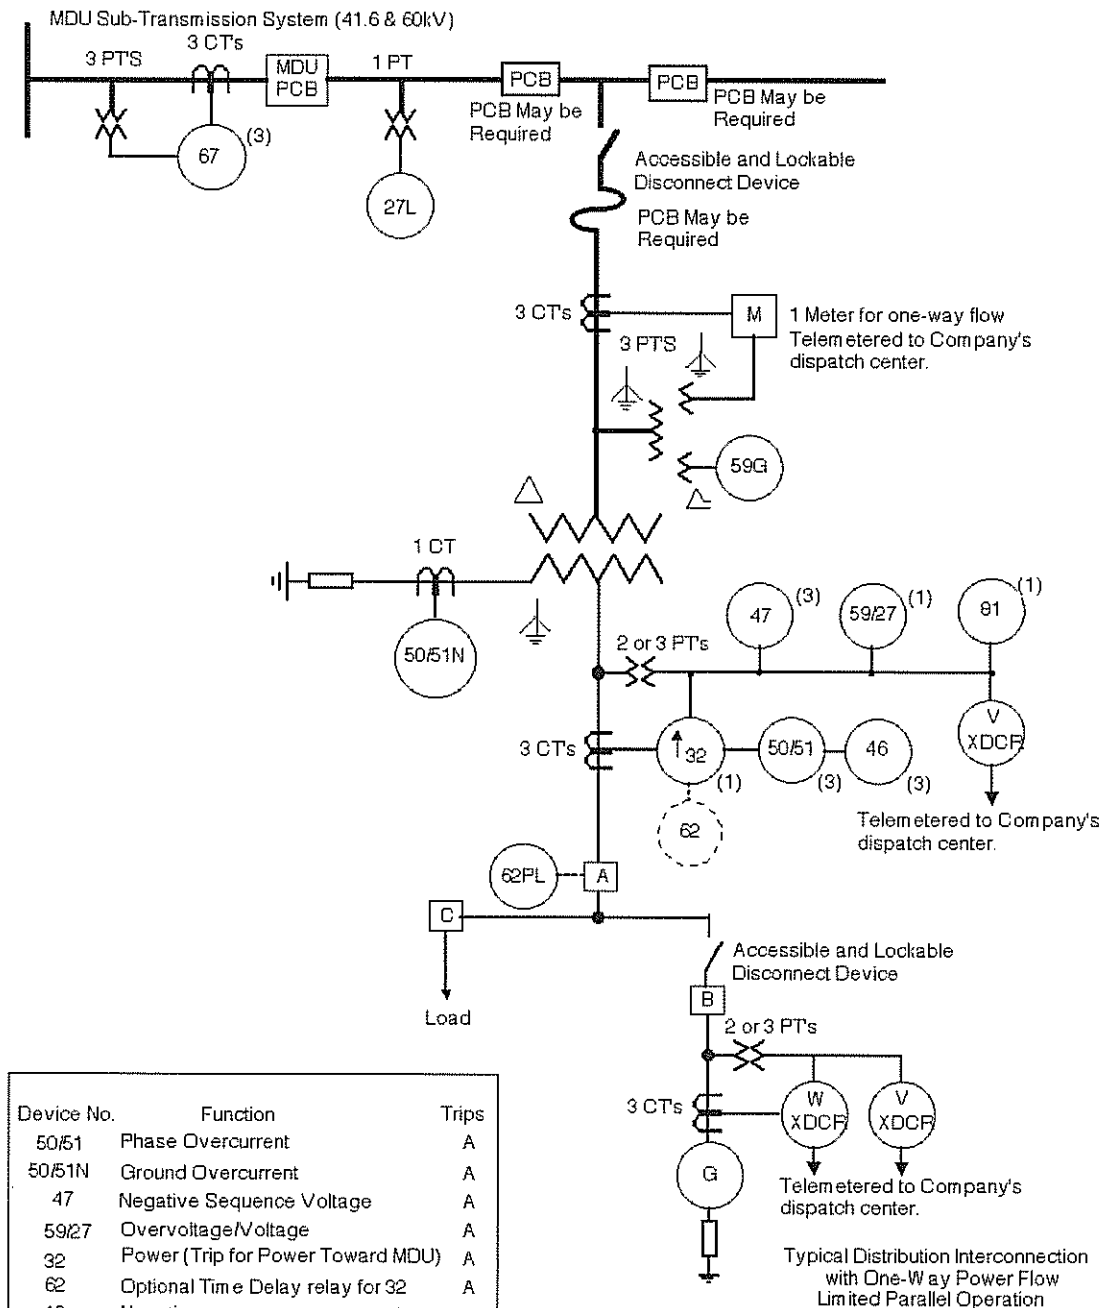 MDU Sub-Transmission System (41.6 & 60kV)
3 CT's
3 PT'S
MDU
PCB
1 PT
PCB
PCB
PCB May be
Required
PCB May be
Required
67
(3)
27L
Accessible and Lockable
Disconnect Device
PCB May be
Required
3 CT's
M
1 Meter for one-way flow
Telemetered to Company's
dispatch center.
3 PT'S
59G
1 CT
50/51N
2 or 3 PT's
47
(3)
59/27
(1)
81
(1)
V
XDCR
3 CT's
32
(1)
50/51
(3)
46
(3)
62
Telemetered to Company's
dispatch center.
62PL
A
C
Load
Accessible and Lockable
Disconnect Device
B
2 or 3 PT's
3 CT's
W
XDCR
V
XDCR
G
Telemetered to Company's
dispatch center.
Device No. Function Trips
50/51 Phase Overcurrent A
50/51N Ground Overcurrent A
47 Negative Sequence Voltage A
59/27 Overvoltage/Voltage A
32 Power (Trip for Power Toward MDU) A
62 Optional Time Delay relay for 32 A
Typical Distribution Interconnection
with One-Way Power Flow
Limited Parallel Operation